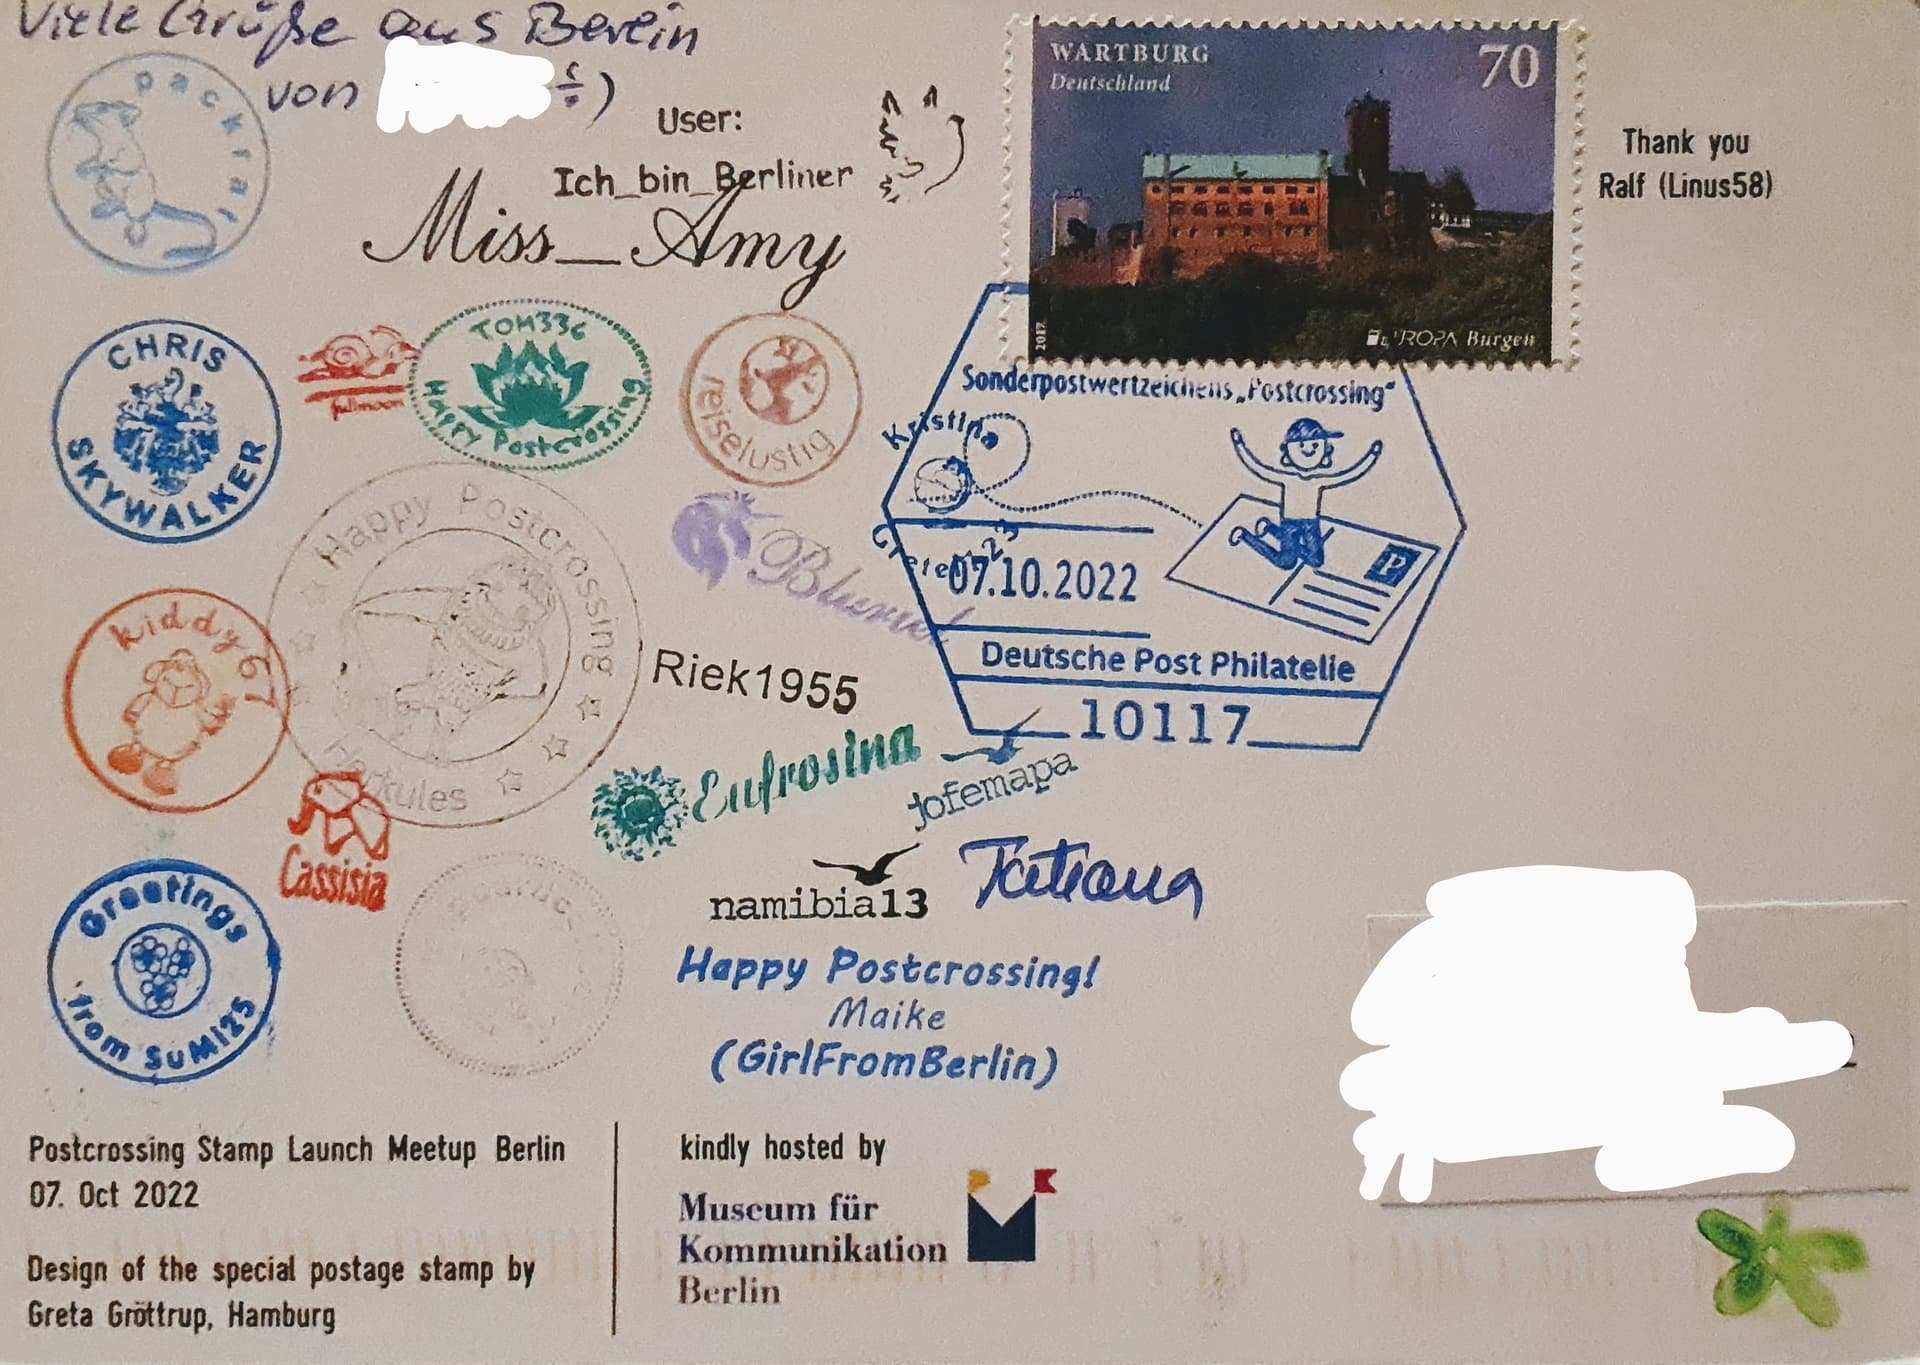 Viele Grüße aus Berlin
von
packrat
User:
Ich_bin_Berliner
Miss_Amy
WARTBURG
Deutschland
70
2017
EUROPA Burgen
Thank you
Ralf (Linus58)
CHRIS
SKYWALKER
fullmoon
TOM336
Happy Postcrossing
reiselustig
Sonderpostwertzeichens „Postcrossing“
Kristina
07.10.2022
P
Deutsche Post Philatelie
10117
Happy Postcrossing
kiddy67
Riek1955
Eufrosina
jofemapa
Cassisia
namibia13
Tatiana
Greetings
from SuMi25
Happy Postcrossing!
Maike
(GirlFromBerlin)
Postcrossing Stamp Launch Meetup Berlin
07. Oct 2022
Design of the special postage stamp by
Greta Gröttrup, Hamburg
kindly hosted by
Museum für
Kommunikation
Berlin